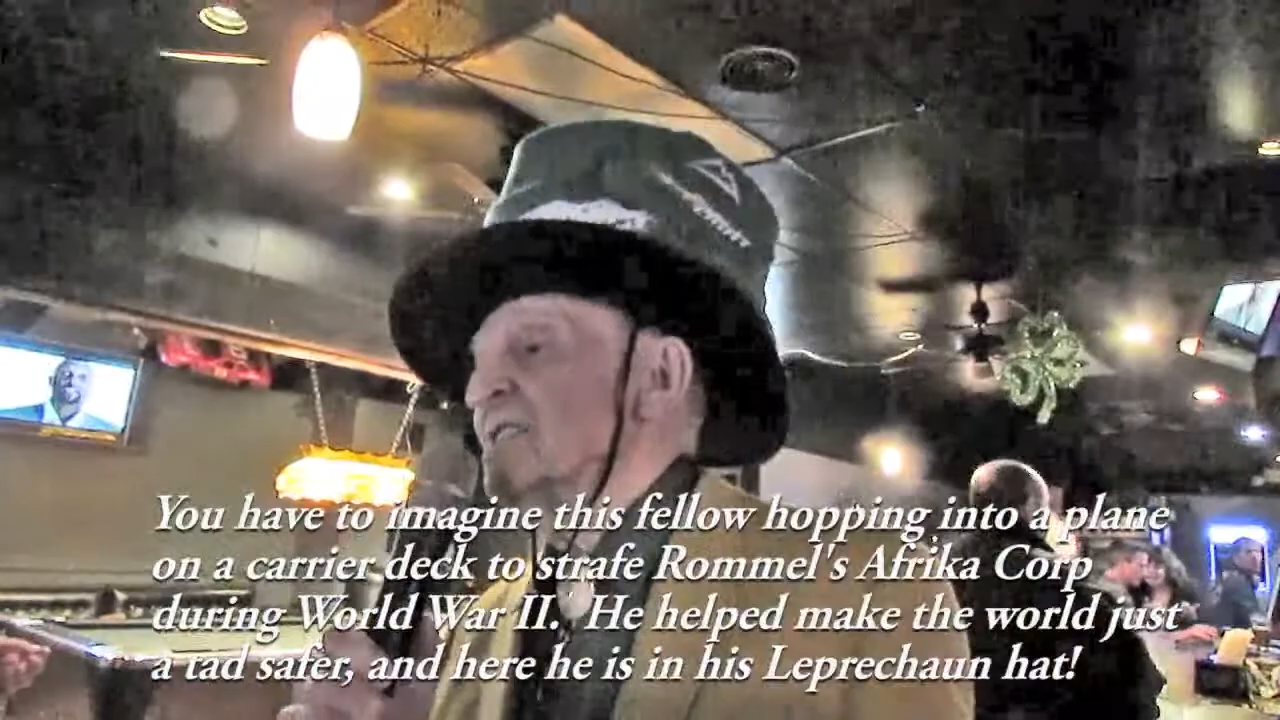 You have to imagine this fellow hopping into a plane
on a carrier deck to strafe Rommel's Afrika Corp
during World War II. He helped make the world just
a tad safer, and here he is in his Leprechaun hat!